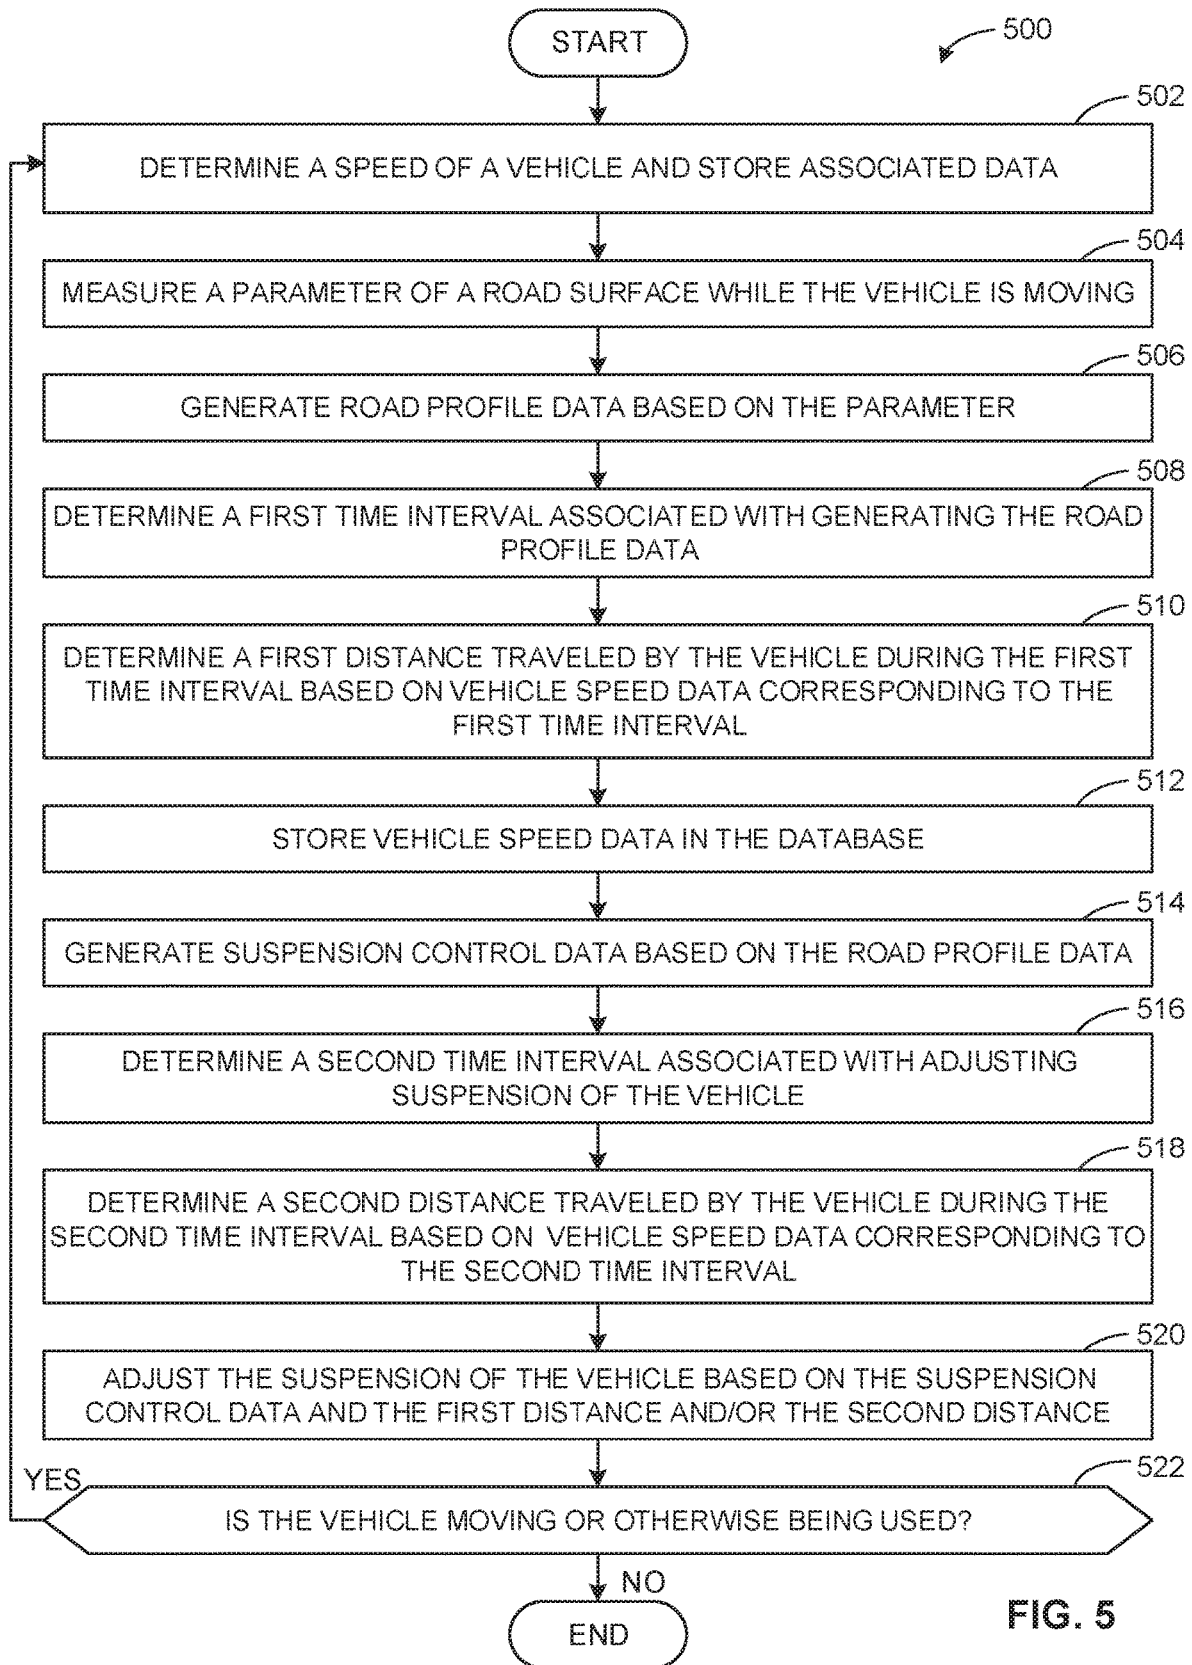 START
500
502
DETERMINE A SPEED OF A VEHICLE AND STORE ASSOCIATED DATA
504
MEASURE A PARAMETER OF A ROAD SURFACE WHILE THE VEHICLE IS MOVING
506
GENERATE ROAD PROFILE DATA BASED ON THE PARAMETER
508
DETERMINE A FIRST TIME INTERVAL ASSOCIATED WITH GENERATING THE ROAD
PROFILE DATA
510
DETERMINE A FIRST DISTANCE TRAVELED BY THE VEHICLE DURING THE FIRST
TIME INTERVAL BASED ON VEHICLE SPEED DATA CORRESPONDING TO THE
FIRST TIME INTERVAL
512
STORE VEHICLE SPEED DATA IN THE DATABASE
514
GENERATE SUSPENSION CONTROL DATA BASED ON THE ROAD PROFILE DATA
516
DETERMINE A SECOND TIME INTERVAL ASSOCIATED WITH ADJUSTING
SUSPENSION OF THE VEHICLE
518
DETERMINE A SECOND DISTANCE TRAVELED BY THE VEHICLE DURING THE
SECOND TIME INTERVAL BASED ON VEHICLE SPEED DATA CORRESPONDING TO
THE SECOND TIME INTERVAL
520
ADJUST THE SUSPENSION OF THE VEHICLE BASED ON THE SUSPENSION
CONTROL DATA AND THE FIRST DISTANCE AND/OR THE SECOND DISTANCE
522
YES
IS THE VEHICLE MOVING OR OTHERWISE BEING USED?
NO
END
FIG. 5